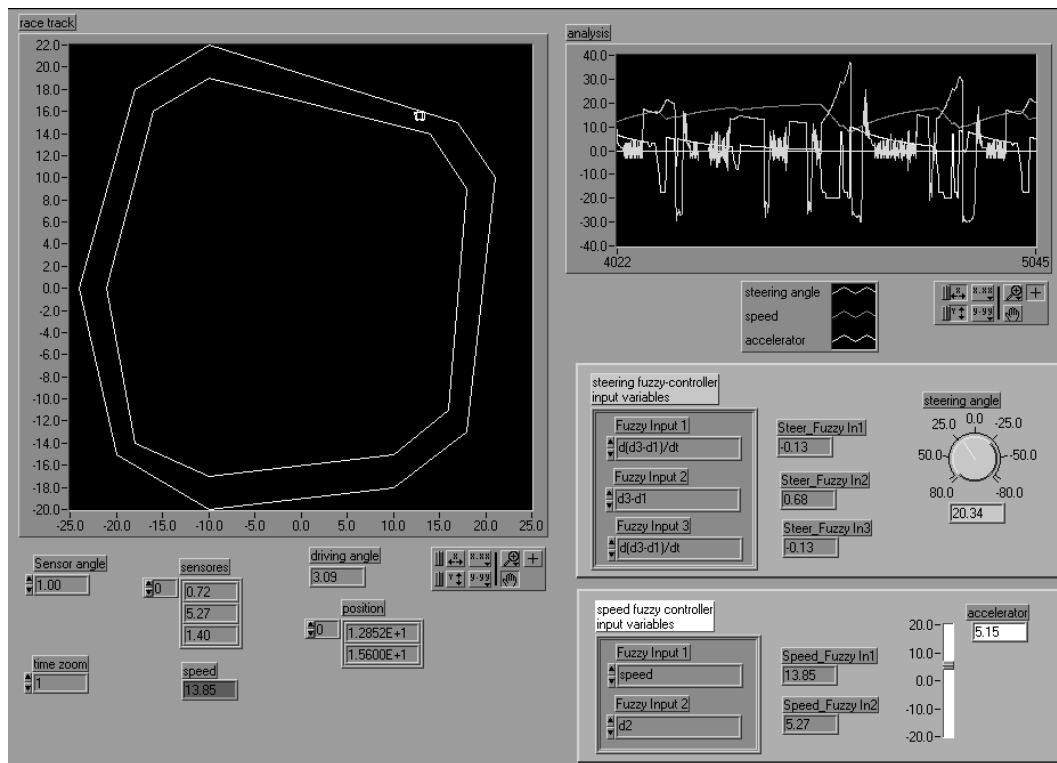 race track
22.0
20.0
18.0
16.0
14.0
12.0
10.0
8.0
6.0
4.0
2.0
0.0
-2.0
-4.0
-6.0
-8.0
-10.0
-12.0
-14.0
-16.0
-18.0
-20.0
-25.0 -20.0 -15.0 -10.0 -5.0 0.0 5.0 10.0 15.0 20.0 25.0
Sensor angle
1.00
time zoom
1
sensores
0
0.72
5.27
1.40
speed
13.85
driving angle
3.09
position
0
1.2852E+1
1.5600E+1
X x.xx
Y y.yy
analysis
40.0
30.0
20.0
10.0
0.0
-10.0
-20.0
-30.0
-40.0
4022 5045
steering angle
speed
accelerator
X x.xx
Y y.yy
steering fuzzy-controller
input variables
Fuzzy Input 1
d(d3-d1)/dt
Fuzzy Input 2
d3-d1
Fuzzy Input 3
d(d3-d1)/dt
Steer_Fuzzy In1
-0.13
Steer_Fuzzy In2
0.68
Steer_Fuzzy In3
-0.13
steering angle
0.0
25.0 -25.0
50.0 -50.0
80.0 -80.0
20.34
speed fuzzy controller
input variables
Fuzzy Input 1
speed
Fuzzy Input 2
d2
Speed_Fuzzy In1
13.85
Speed_Fuzzy In2
5.27
accelerator
5.15
20.0
10.0
0.0
-10.0
-20.0